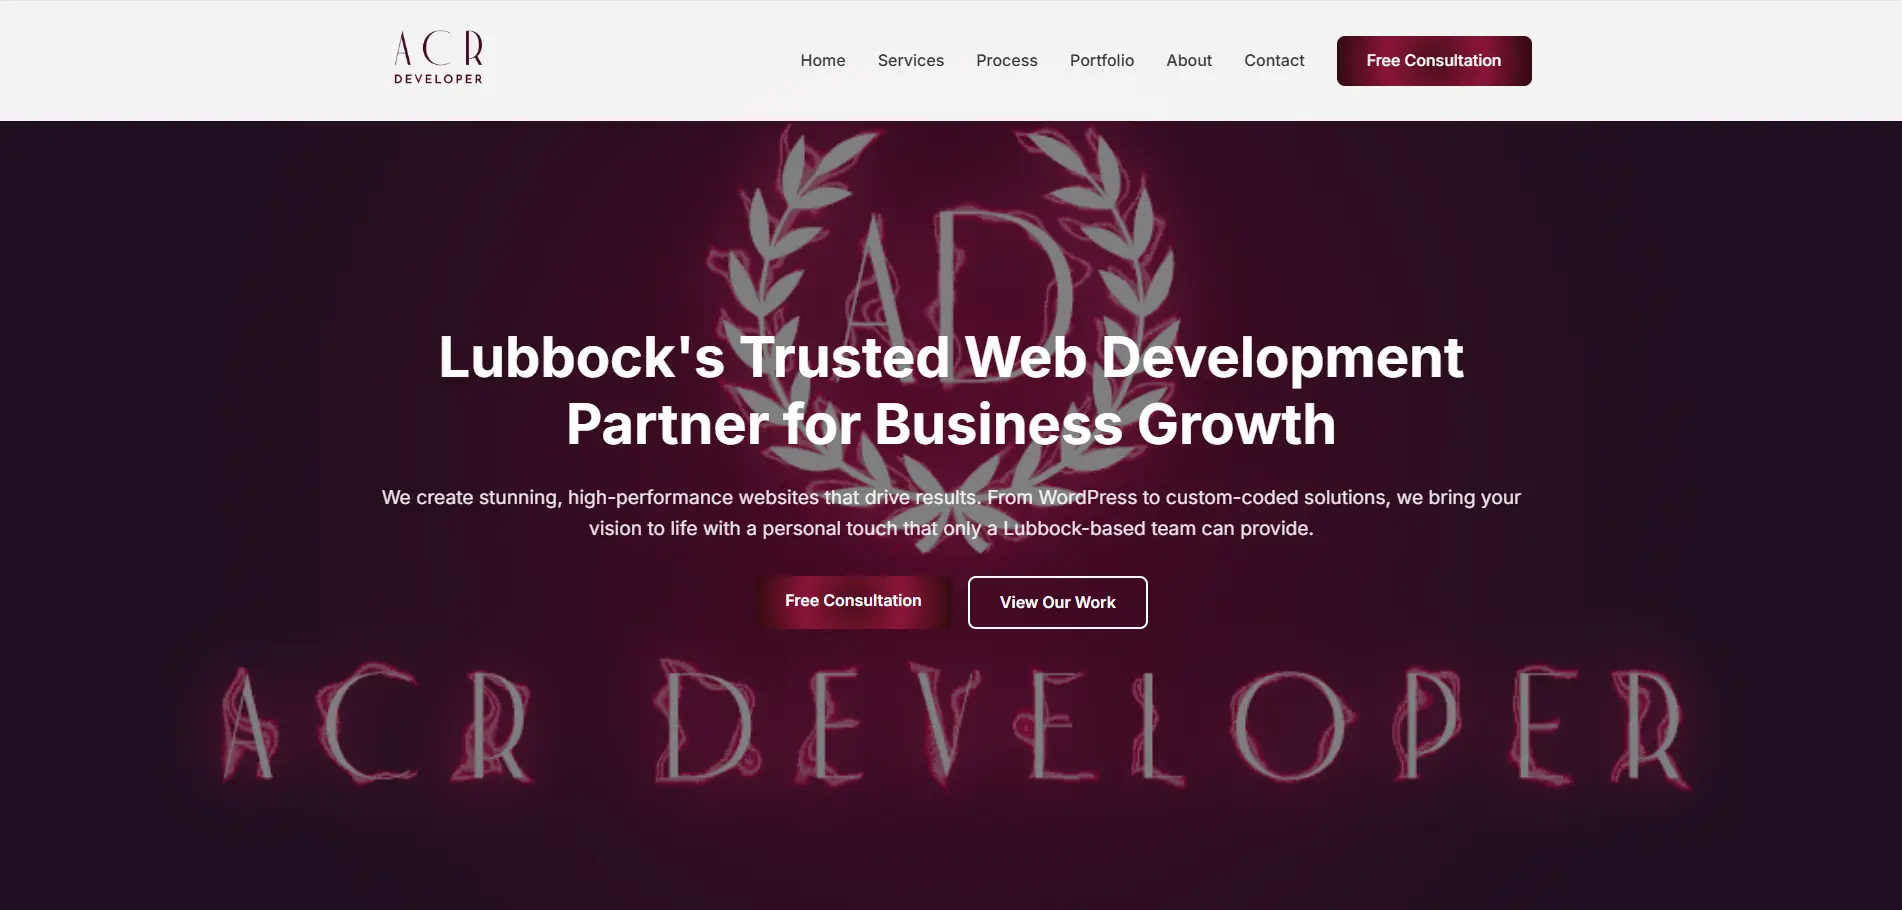 A C R
DEVELOPER
Home Services Process Portfolio About Contact Free Consultation
AD
Lubbock's Trusted Web Development
Partner for Business Growth
We create stunning, high-performance websites that drive results. From WordPress to custom-coded solutions, we bring your
vision to life with a personal touch that only a Lubbock-based team can provide.
Free Consultation View Our Work
ACR DEVELOPER